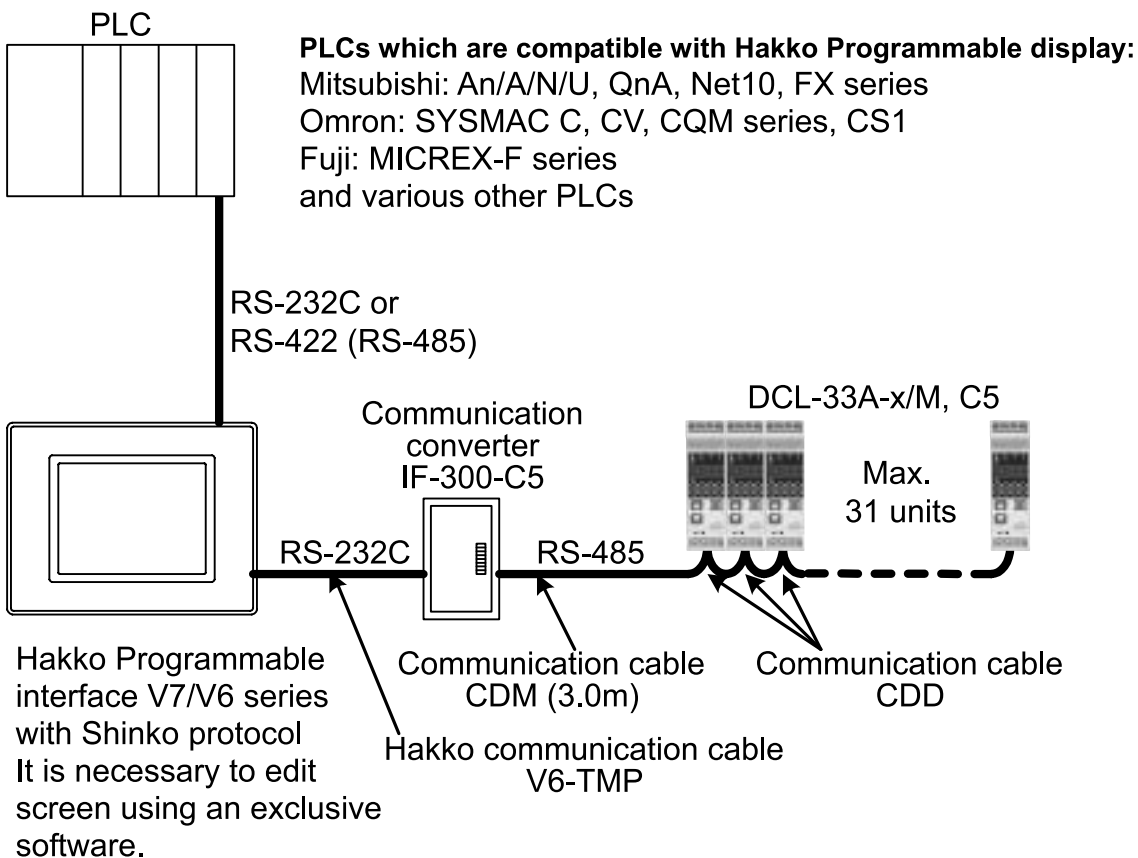 PLC
PLCs which are compatible with Hakko Programmable display:
Mitsubishi: An/A/N/U, QnA, Net10, FX series
Omron: SYSMAC C, CV, CQM series, CS1
Fuji: MICREX-F series
and various other PLCs
RS-232C or
RS-422 (RS-485)
Communication
converter
IF-300-C5
DCL-33A-x/M, C5
Max.
31 units
RS-232C
RS-485
Hakko Programmable
interface V7/V6 series
with Shinko protocol
It is necessary to edit
screen using an exclusive
software.
Communication cable
CDM (3.0m)
Communication cable
CDD
Hakko communication cable
V6-TMP